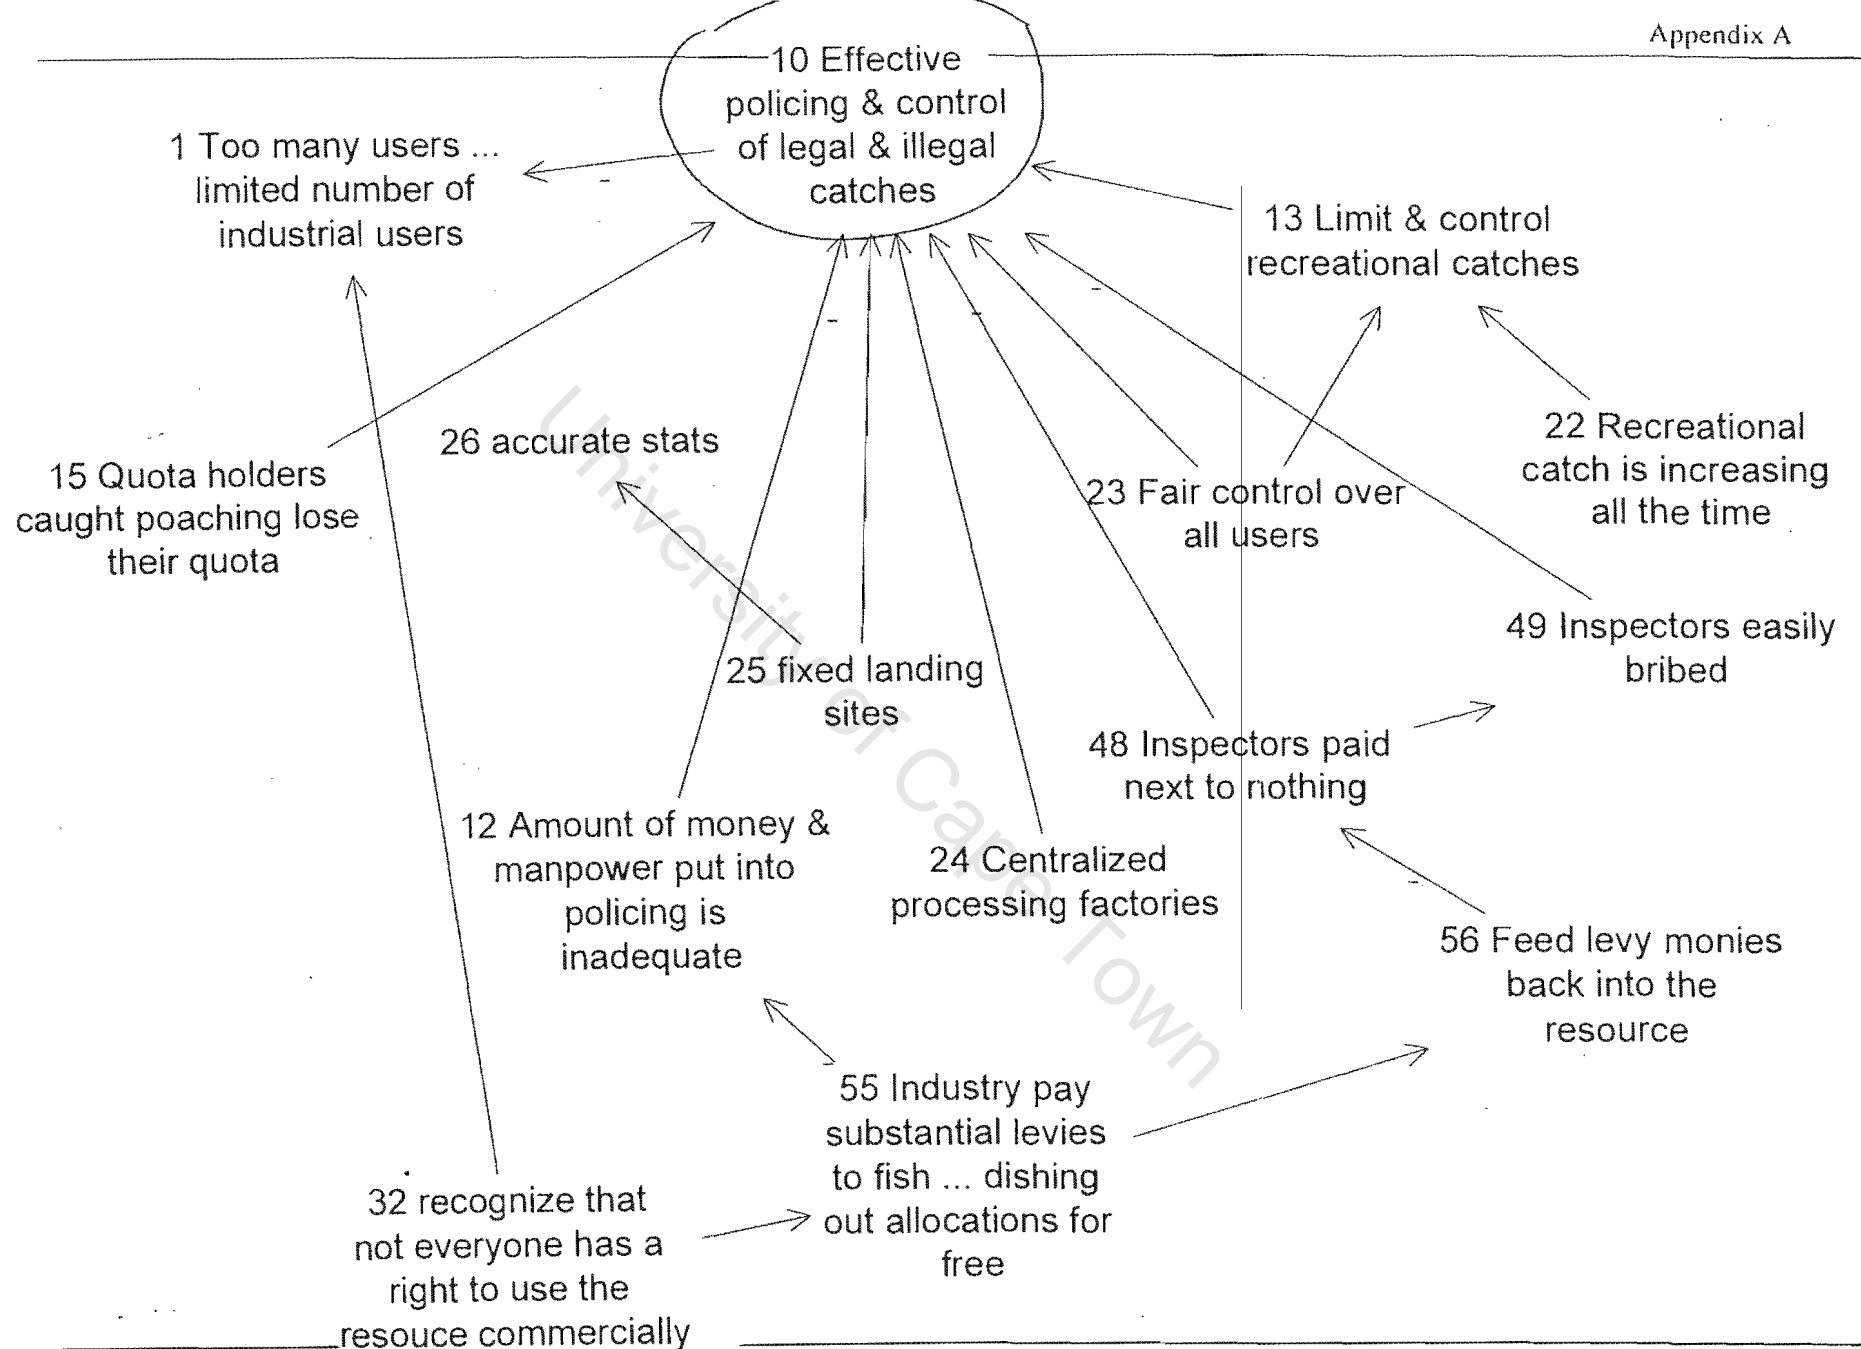 Appendix A
10 Effective
policing & control
of legal & illegal
catches
1 Too many users ...
limited number of
industrial users
13 Limit & control
recreational catches
15 Quota holders
caught poaching lose
their quota
26 accurate stats
22 Recreational
catch is increasing
all the time
23 Fair control over
all users
49 Inspectors easily
bribed
25 fixed landing
sites
48 Inspectors paid
next to nothing
12 Amount of money &
manpower put into
policing is
inadequate
24 Centralized
processing factories
56 Feed levy monies
back into the
resource
55 Industry pay
substantial levies
to fish ... dishing
out allocations for
free
32 recognize that
not everyone has a
right to use the
resouce commercially
University of Cape Town